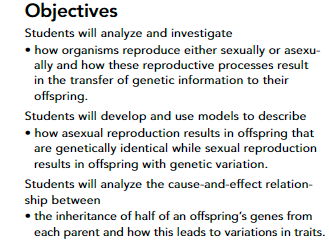 Objectives
Students will analyze and investigate
• how organisms reproduce either sexually or asexu-
ally and how these reproductive processes result
in the transfer of genetic information to their
offspring.
Students will develop and use models to describe
• how asexual reproduction results in offspring that
are genetically identical while sexual reproduction
results in offspring with genetic variation.
Students will analyze the cause-and-effect relation-
ship between
• the inheritance of half of an offspring's genes from
each parent and how this leads to variations in traits.